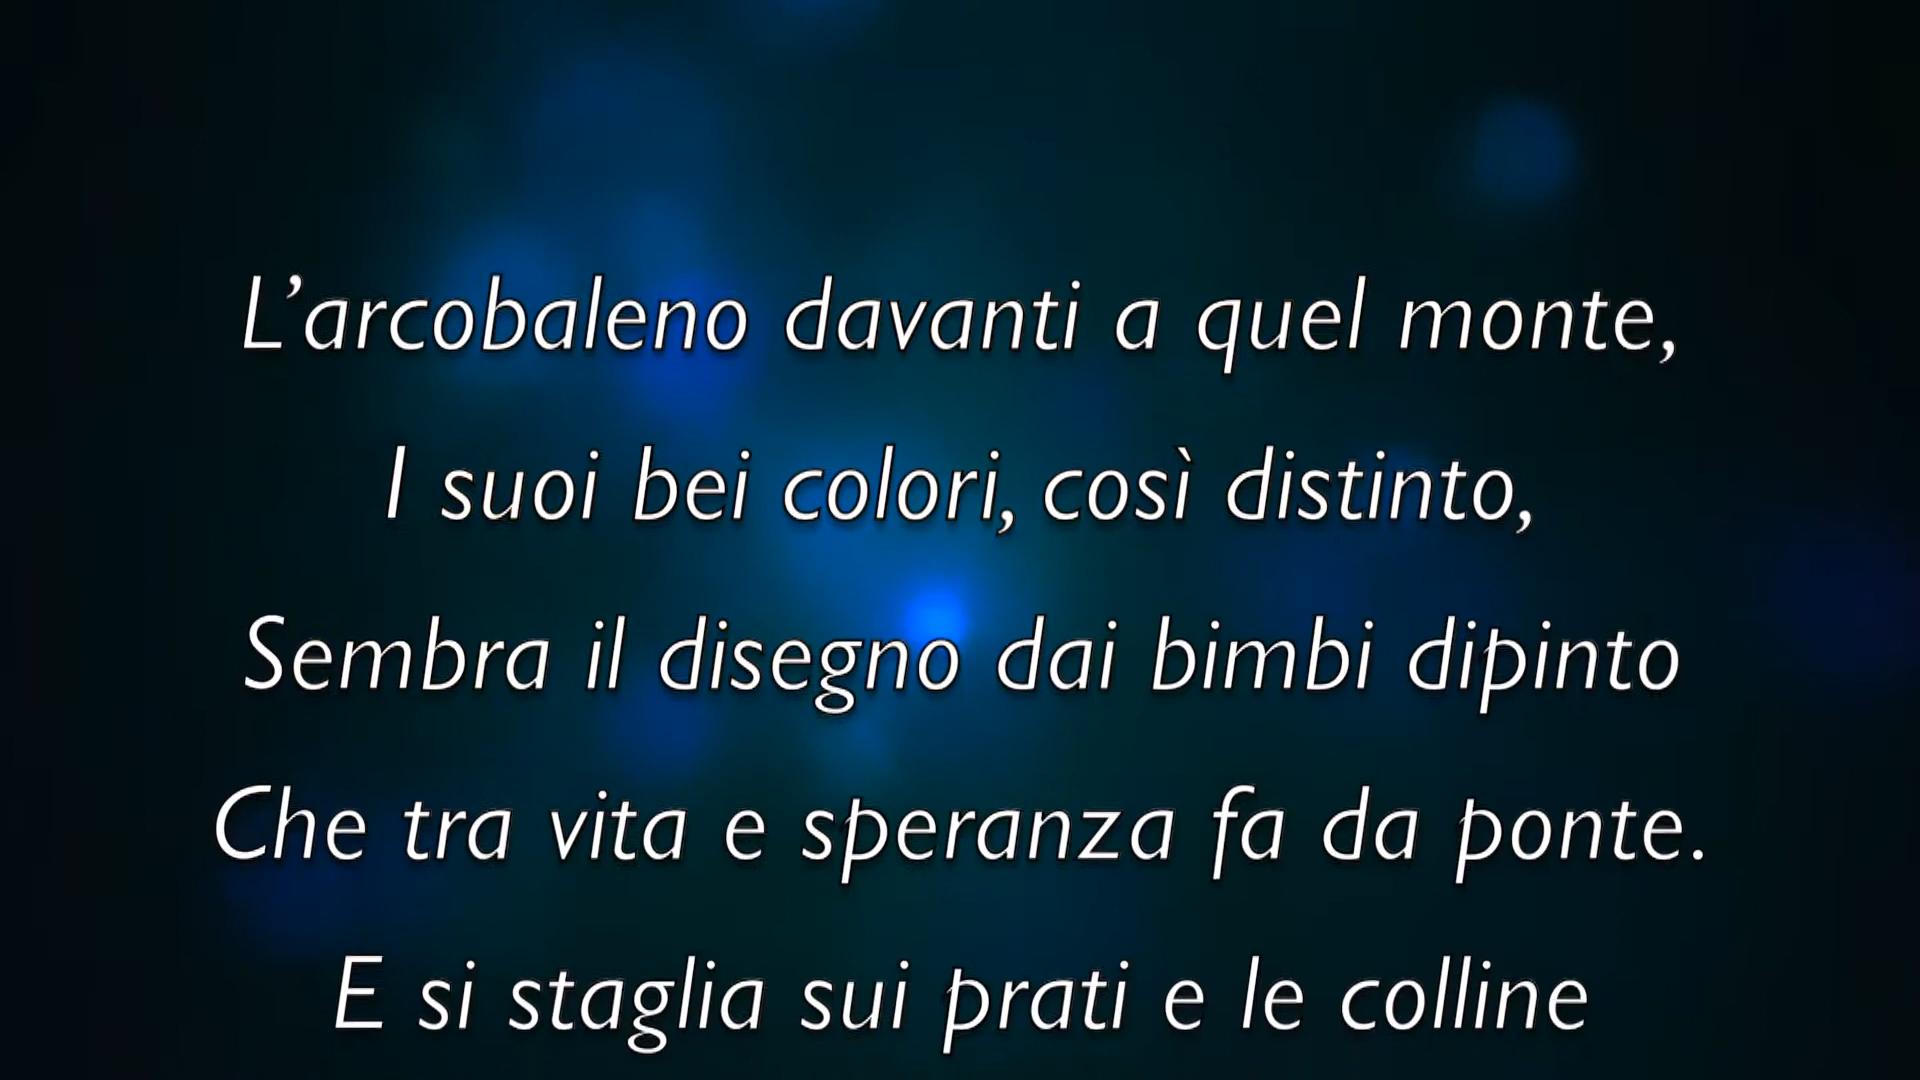 L’arcobaleno davanti a quel monte,
I suoi bei colori, così distinto,
Sembra il disegno dai bimbi dipinto
Che tra vita e speranza fa da ponte.
E si staglia sui prati e le colline